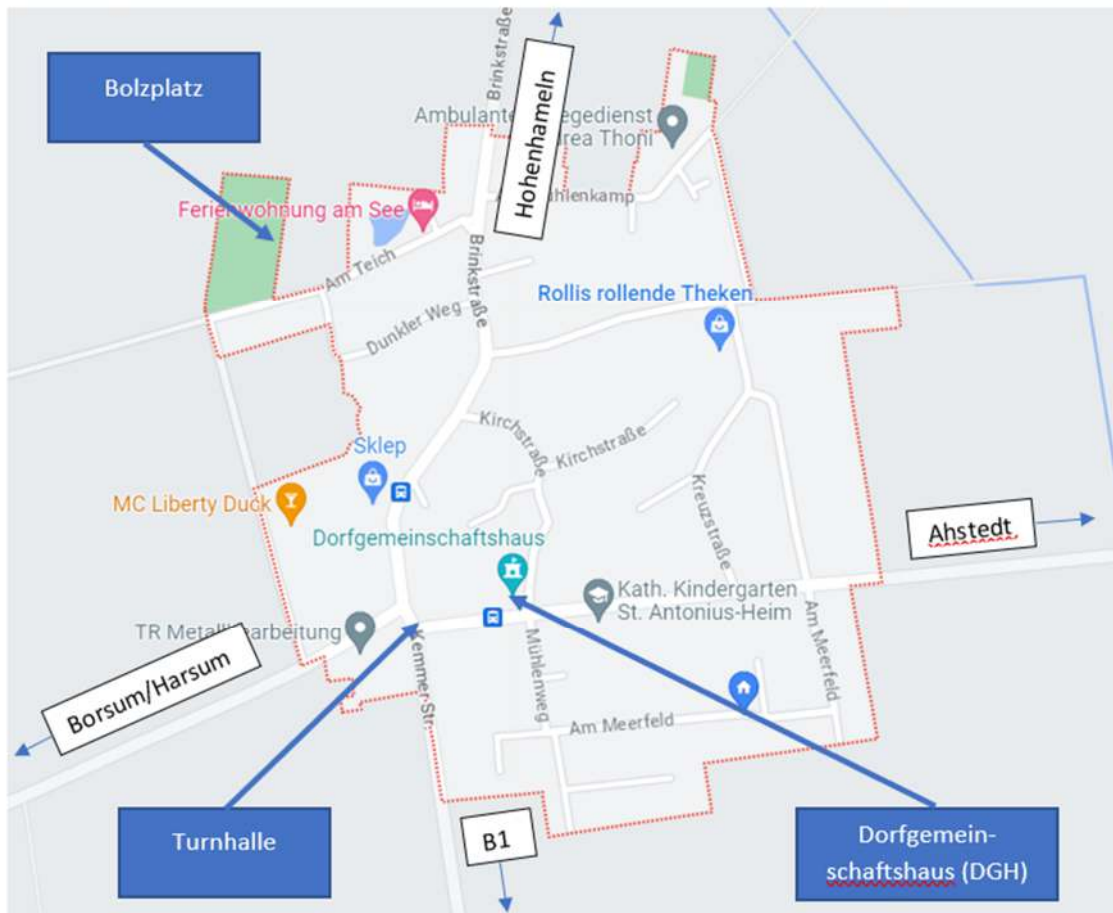 Brinkstraße
Bolzplatz
Hohenhameln
Ambulante
egedienst
rea Thoni
hlenkamp
Ferienwohnung am See
Am Teich
Brinkstraße
Rollis rollende Theken
Dunkler Weg
Kirchstraße
Kirchstraße
Sklep
MC Liberty Duck
Kreuzstraße
Ahstedt
Dorfgemeinschaftshaus
Kath. Kindergarten
St. Antonius-Heim
TR Metall
earbeitung
Borsum/Harsum
Kemmer Str.
Mühlenweg
Am Meerfeld
Am Meerfeld
Turnhalle
B1
Dorfgemein-
schaftshaus (DGH)